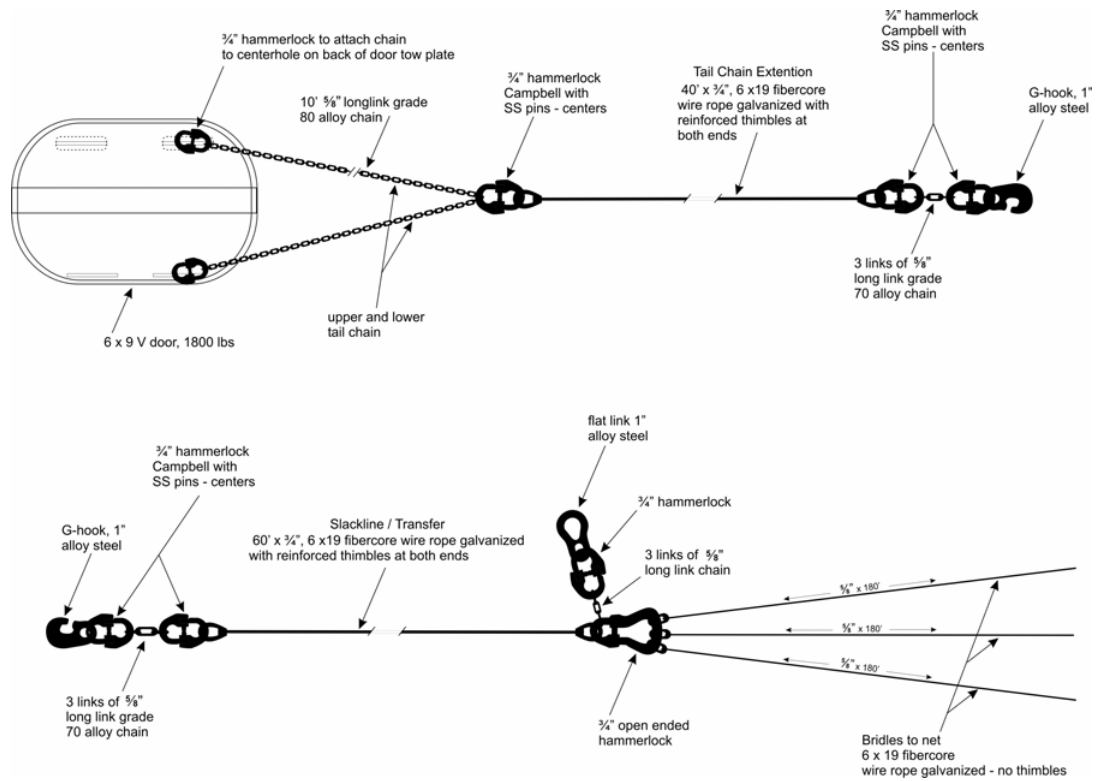 ¾" hammerlock to attach chain
to centerhole on back of door tow plate
10' ⅝" longlink grade
80 alloy chain
¾" hammerlock
Campbell with
SS pins - centers
Tail Chain Extention
40' x ¾", 6 x19 fibercore
wire rope galvanized with
reinforced thimbles at
both ends
¾" hammerlock
Campbell with
SS pins - centers
G-hook, 1"
alloy steel
3 links of ⅝"
long link grade
70 alloy chain
upper and lower
tail chain
6 x 9 V door, 1800 lbs
¾" hammerlock
Campbell with
SS pins - centers
G-hook, 1"
alloy steel
Slackline / Transfer
60' x ¾", 6 x19 fibercore wire rope galvanized
with reinforced thimbles at both ends
flat link 1"
alloy steel
¾" hammerlock
3 links of ⅝"
long link chain
⅝" x 180'
⅝" x 180'
⅝" x 180'
3 links of ⅝"
long link grade
70 alloy chain
¾" open ended
hammerlock
Bridles to net
6 x 19 fibercore
wire rope galvanized - no thimbles